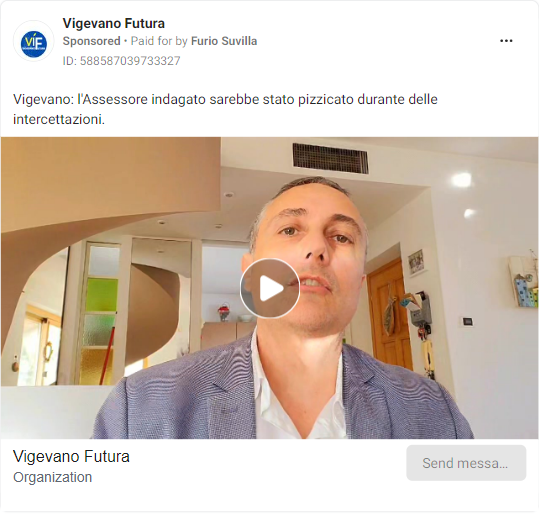 Vigevano Futura
Sponsored • Paid for by Furio Suvilla
ID: 588587039733327
Vigevano: l'Assessore indagato sarebbe stato pizzicato durante delle
intercettazioni.
Vigevano Futura
Organization
Send messa...